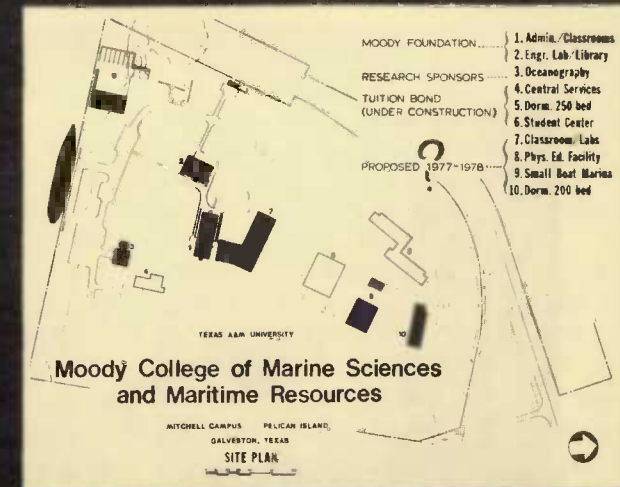 MOODY FOUNDATION
1. Admin./Classrooms
2. Engr. Lab/Library
RESEARCH SPONSORS
3. Oceanography
TUITION BOND
(UNDER CONSTRUCTION)
4. Central Services
5. Dorm. 250 bed
6. Student Center
PROPOSED 1977-1978
7. Classroom, Labs
8. Phys. Ed. Facility
9. Small Boat Marina
10. Dorm. 200 bed
7
10
TEXAS A&M UNIVERSITY
Moody College of Marine Sciences
and Maritime Resources
MITCHELL CAMPUS PELICAN ISLAND,
GALVESTON, TEXAS
SITE PLAN